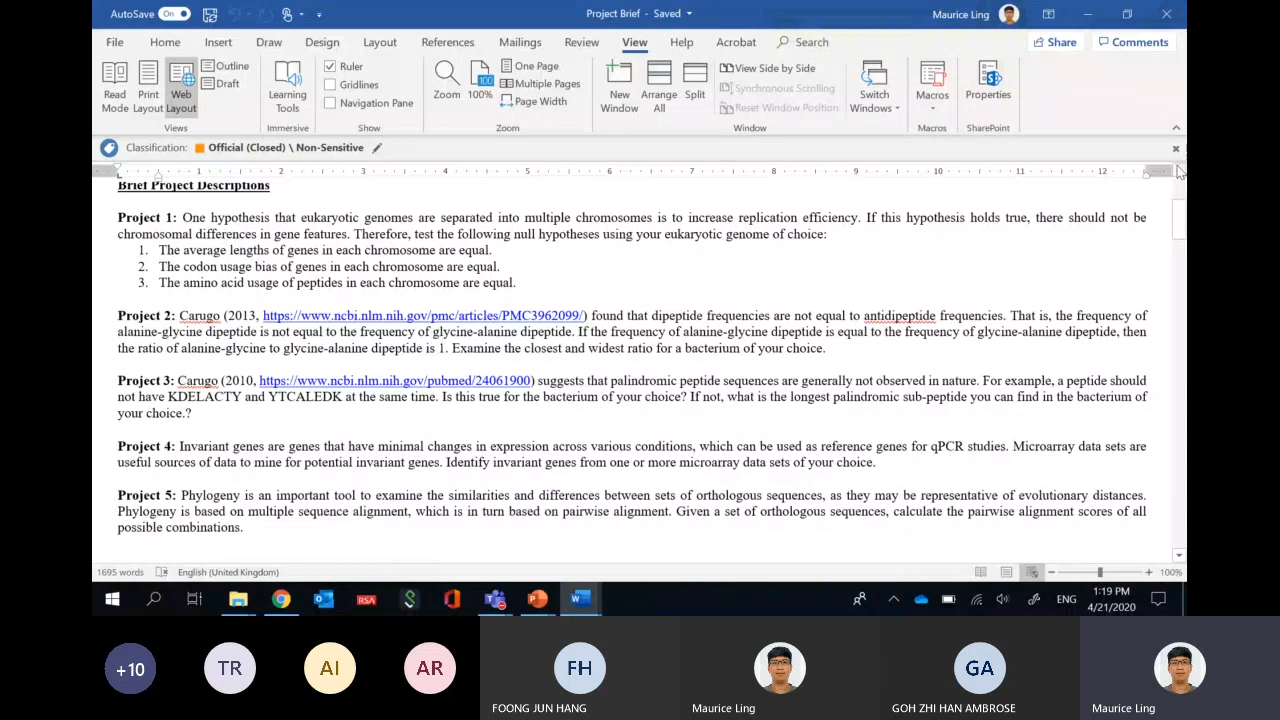 AutoSave On Project Brief - Saved Maurice Ling
File Home Insert Draw Design Layout References Mailings Review View Help Acrobat Search Share Comments
Read Mode
Print Layout
Web Layout
Outline
Draft
Views
Learning Tools
Immersive
Ruler
Gridlines
Navigation Pane
Show
Zoom
100
100%
One Page
Multiple Pages
Page Width
Zoom
New Window
Arrange All
Split
View Side by Side
Synchronous Scrolling
Reset Window Position
Window
Switch Windows
Macros
Macros
Properties
SharePoint
Classification: Official (Closed) \ Non-Sensitive
1 2 3 4 5 6 7 8 9 10 11 12
Brief Project Descriptions
Project 1: One hypothesis that eukaryotic genomes are separated into multiple chromosomes is to increase replication efficiency. If this hypothesis holds true, there should not be
chromosomal differences in gene features. Therefore, test the following null hypotheses using your eukaryotic genome of choice:
1. The average lengths of genes in each chromosome are equal.
2. The codon usage bias of genes in each chromosome are equal.
3. The amino acid usage of peptides in each chromosome are equal.
Project 2: Carugo (2013, https://www.ncbi.nlm.nih.gov/pmc/articles/PMC3962099/) found that dipeptide frequencies are not equal to antidipeptide frequencies. That is, the frequency of
alanine-glycine dipeptide is not equal to the frequency of glycine-alanine dipeptide. If the frequency of alanine-glycine dipeptide is equal to the frequency of glycine-alanine dipeptide, then
the ratio of alanine-glycine to glycine-alanine dipeptide is 1. Examine the closest and widest ratio for a bacterium of your choice.
Project 3: Carugo (2010, https://www.ncbi.nlm.nih.gov/pubmed/24061900) suggests that palindromic peptide sequences are generally not observed in nature. For example, a peptide should
not have KDELACTY and YTCALEDK at the same time. Is this true for the bacterium of your choice? If not, what is the longest palindromic sub-peptide you can find in the bacterium of
your choice.?
Project 4: Invariant genes are genes that have minimal changes in expression across various conditions, which can be used as reference genes for qPCR studies. Microarray data sets are
useful sources of data to mine for potential invariant genes. Identify invariant genes from one or more microarray data sets of your choice.
Project 5: Phylogeny is an important tool to examine the similarities and differences between sets of orthologous sequences, as they may be representative of evolutionary distances.
Phylogeny is based on multiple sequence alignment, which is in turn based on pairwise alignment. Given a set of orthologous sequences, calculate the pairwise alignment scores of all
possible combinations.
1695 words English (United Kingdom) 100%
RSA ENG 1:19 PM
4/21/2020
+10 TR AI AR FH GA
FOONG JUN HANG Maurice Ling GOH ZHI HAN AMBROSE Maurice Ling